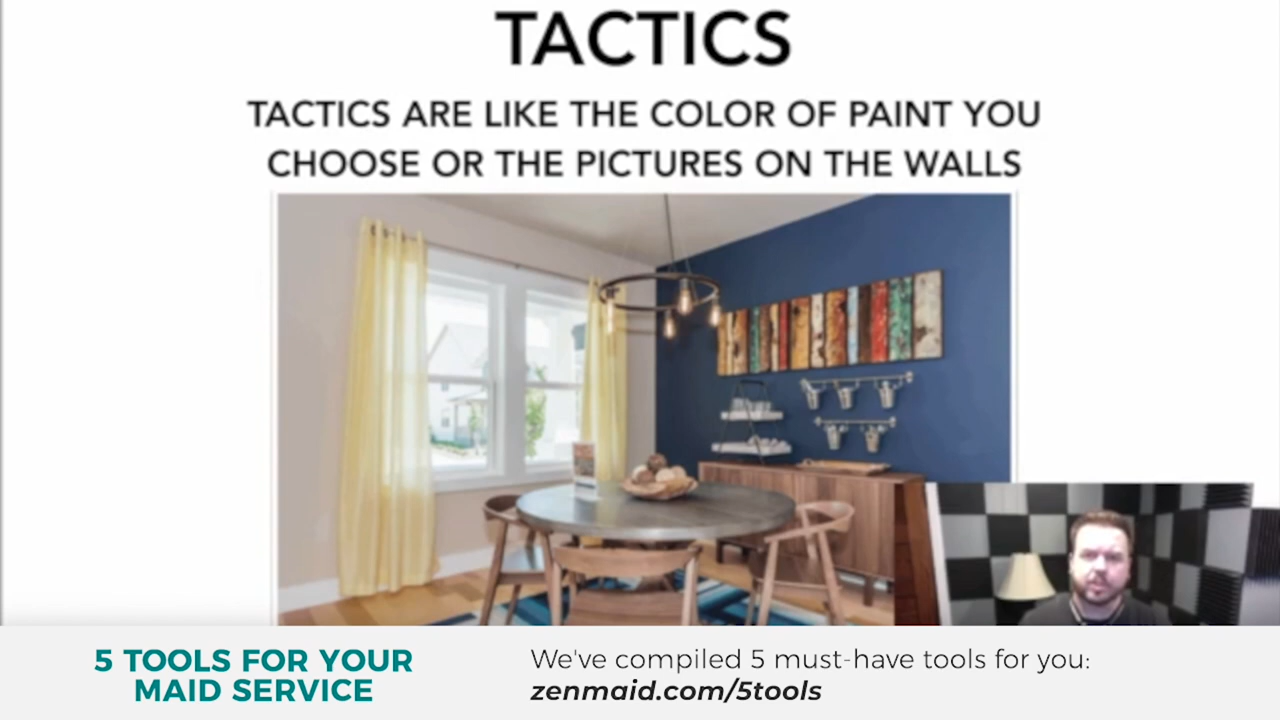 TACTICS
TACTICS ARE LIKE THE COLOR OF PAINT YOU
CHOOSE OR THE PICTURES ON THE WALLS
5 TOOLS FOR YOUR
MAID SERVICE
We've compiled 5 must-have tools for you:
zenmaid.com/5tools